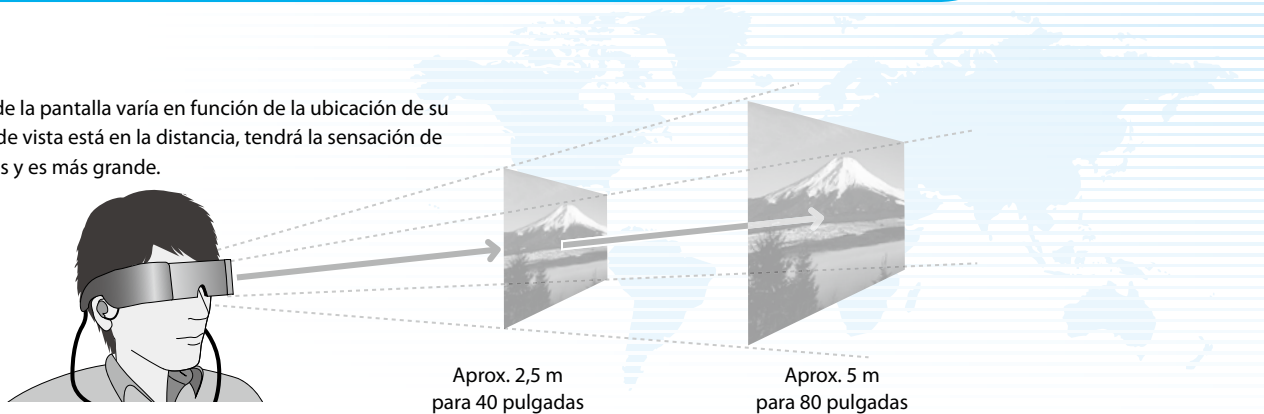 de la pantalla varía en función de la ubicación de su
de vista está en la distancia, tendrá la sensación de
s y es más grande.
Aprox. 2,5 m
para 40 pulgadas
Aprox. 5 m
para 80 pulgadas